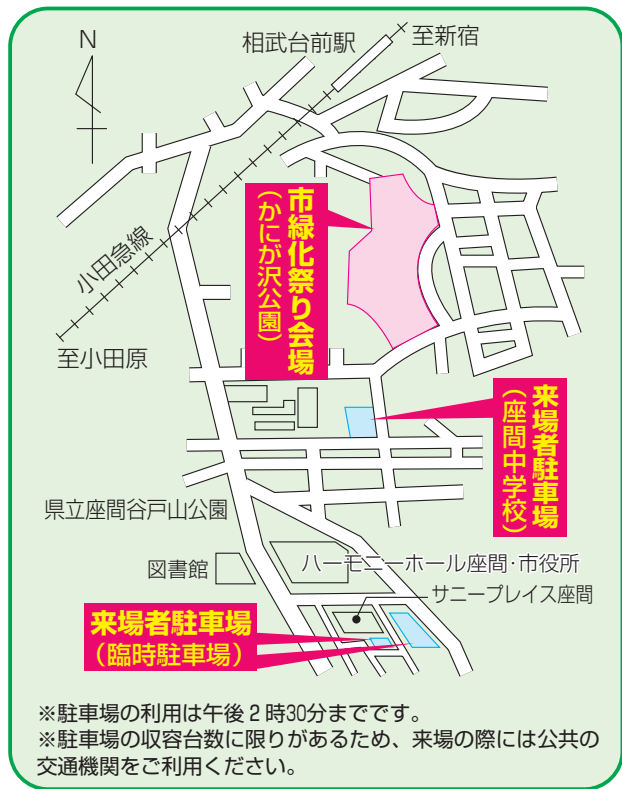 N
相武台前駅
至新宿
小田急線
至小田原
市緑化祭り会場
(かにが沢公園)
来場者駐車場
(座間中学校)
県立座間谷戸山公園
図書館
ハーモニーホール座間・市役所
サニープレイス座間
来場者駐車場
(臨時駐車場)
※駐車場の利用は午後2時30分までです。
※駐車場の収容台数に限りがあるため、来場の際には公共の
交通機関をご利用ください。